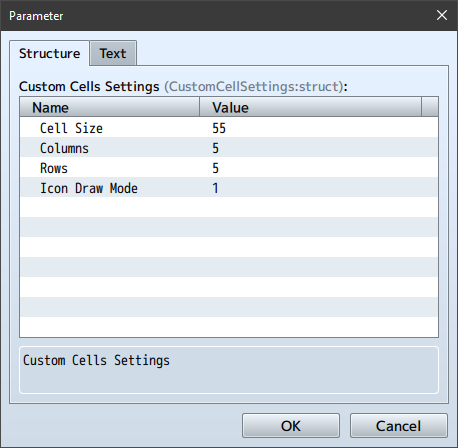 Parameter
Structure Text
Custom Cells Settings (CustomCellSettings:struct):
Name Value
Cell Size 55
Columns 5
Rows 5
Icon Draw Mode 1
Custom Cells Settings
OK Cancel